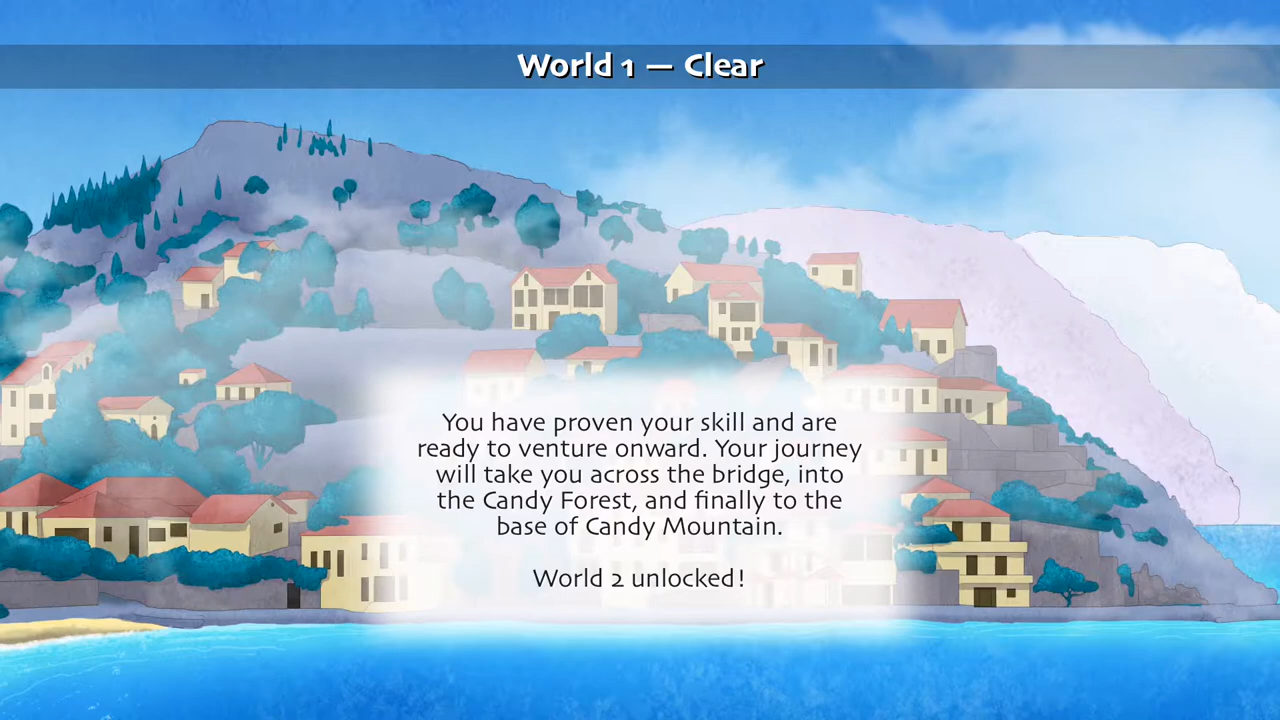 World 1 — Clear
You have proven your skill and are
ready to venture onward. Your journey
will take you across the bridge, into
the Candy Forest, and finally to the
base of Candy Mountain.
World 2 unlocked!